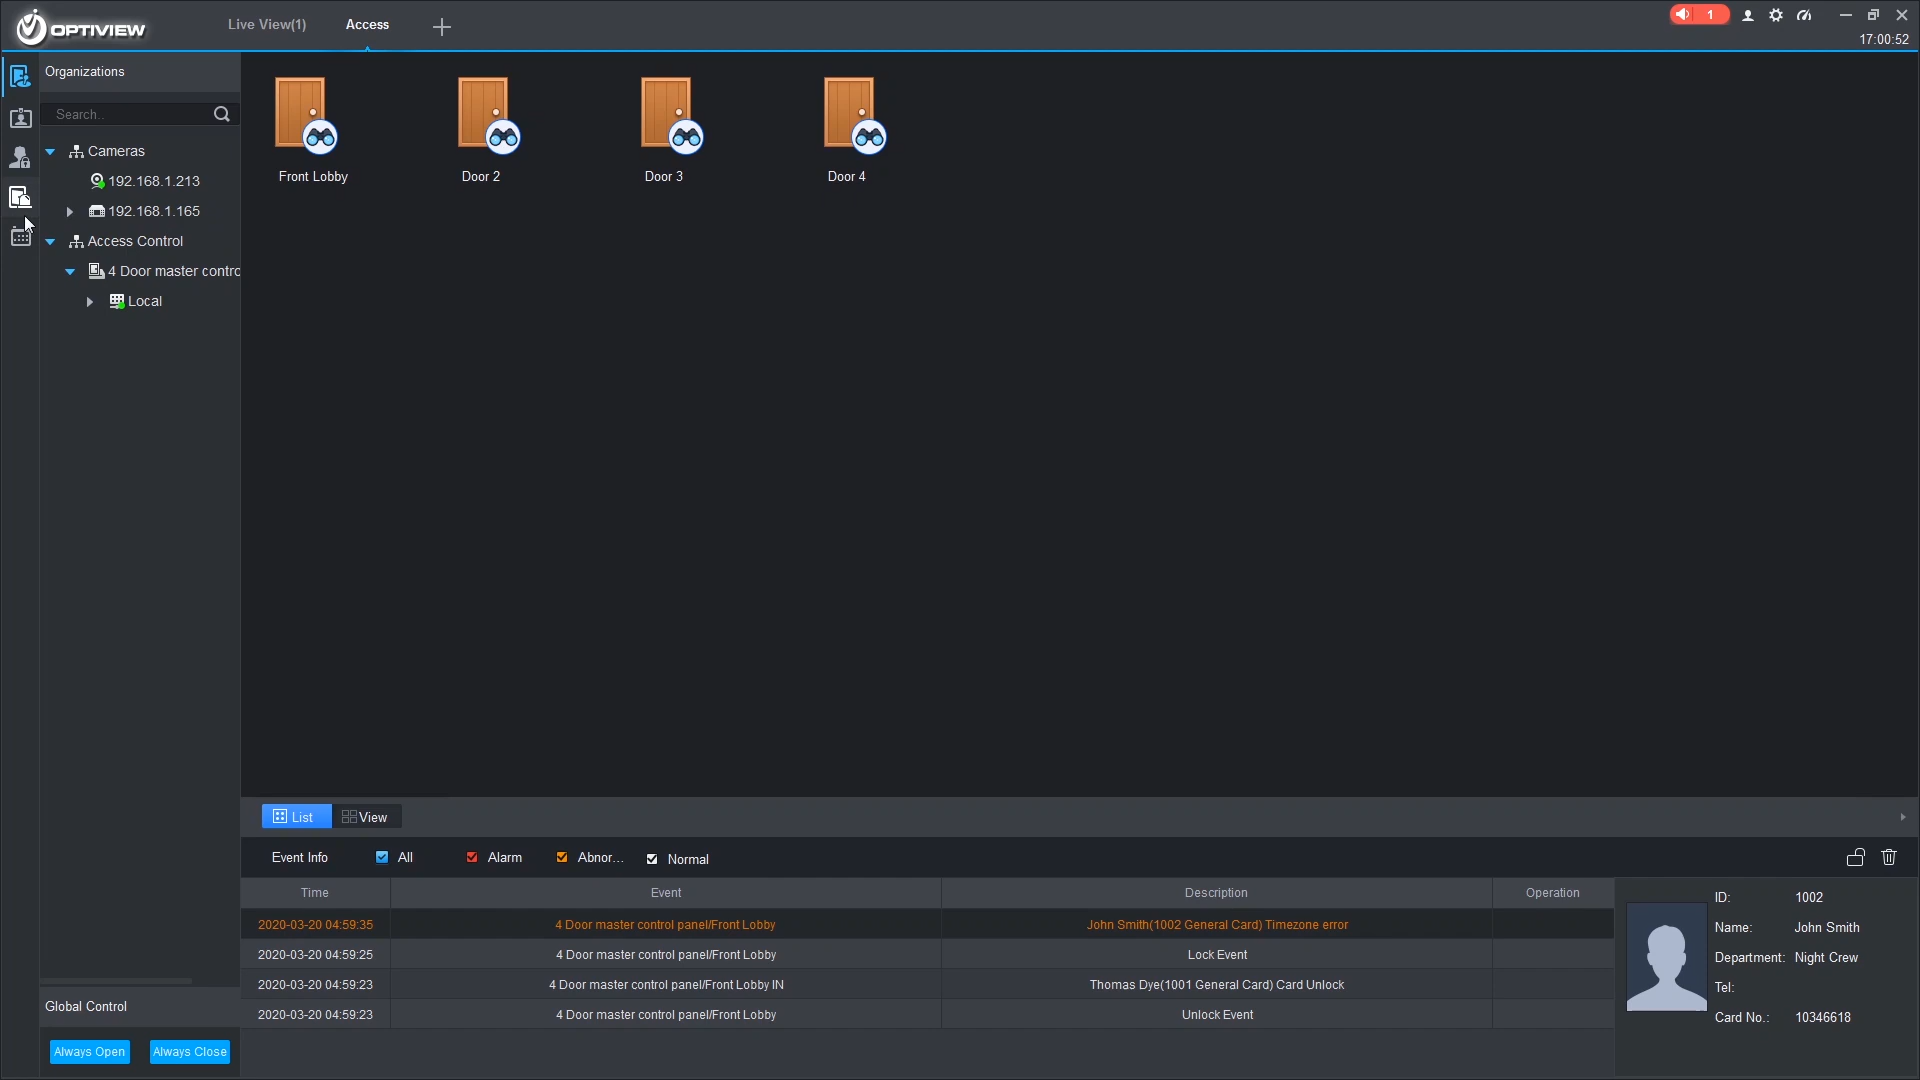 OPTIVIEW
Live View(1)
Access
1
17:00:52
Organizations
Search..
Cameras
192.168.1.213
192.168.1.165
Access Control
4 Door master contro
Local
Global Control
Always Open
Always Close
Front Lobby
Door 2
Door 3
Door 4
List
View
Event Info
All
Alarm
Abnor...
Normal
Time Event Description Operation
2020-03-20 04:59:35 4 Door master control panel/Front Lobby John Smith(1002 General Card) Timezone error
2020-03-20 04:59:25 4 Door master control panel/Front Lobby Lock Event
2020-03-20 04:59:23 4 Door master control panel/Front Lobby IN Thomas Dye(1001 General Card) Card Unlock
2020-03-20 04:59:23 4 Door master control panel/Front Lobby Unlock Event
ID: 1002
Name: John Smith
Department: Night Crew
Tel:
Card No.: 10346618